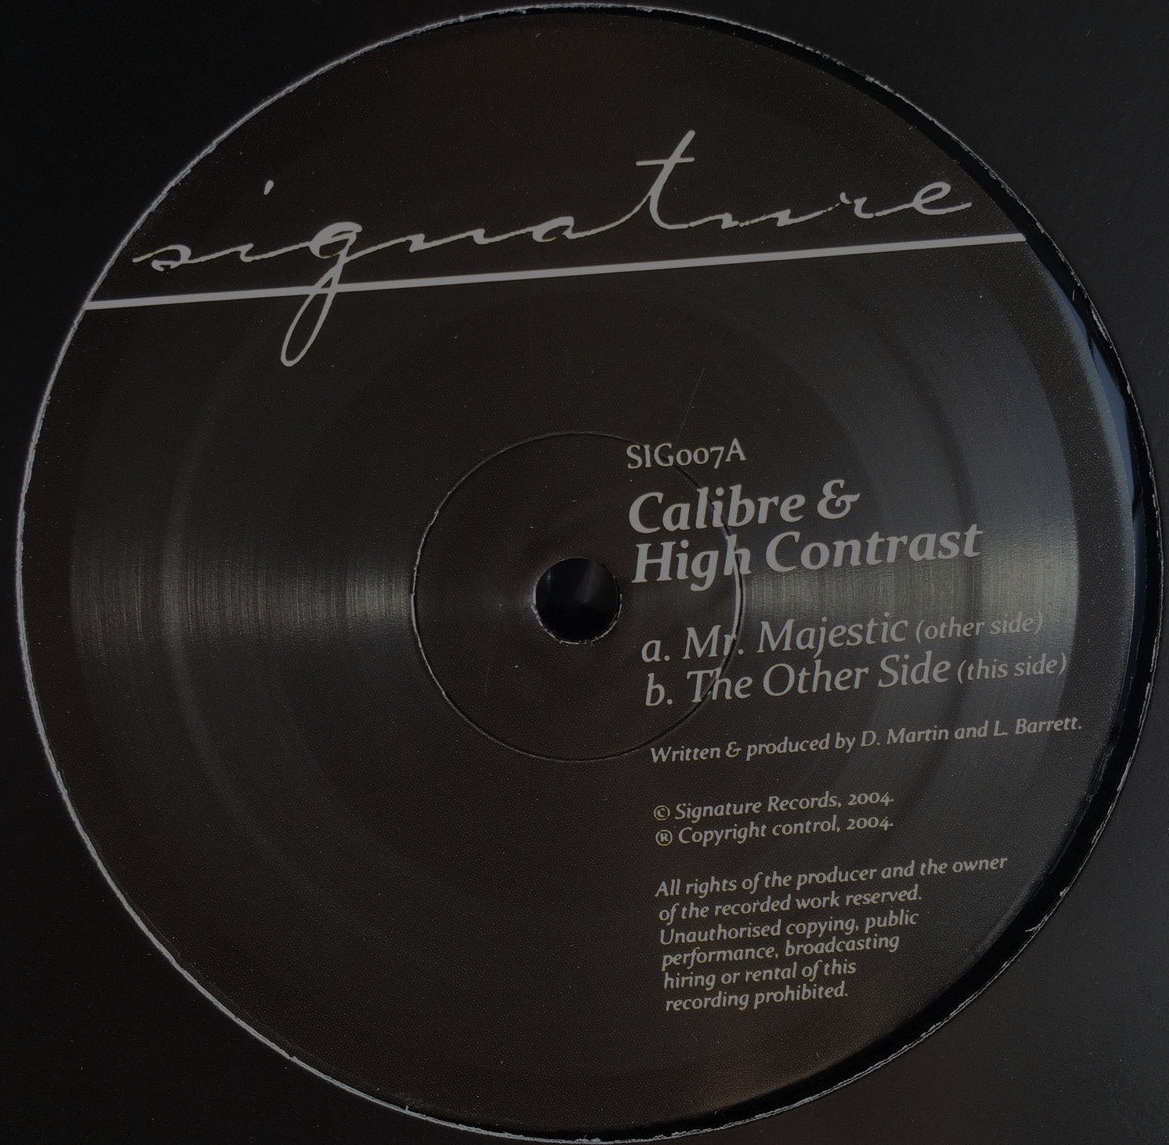 signature
SIG007A
Calibre &
High Contrast
a. Mr. Majestic (other side)
b. The Other Side (this side)
Written & produced by D. Martin and L. Barrett.
© Signature Records, 2004.
® Copyright control, 2004.
All rights of the producer and the owner
of the recorded work reserved.
Unauthorised copying, public
performance, broadcasting
hiring or rental of this
recording prohibited.